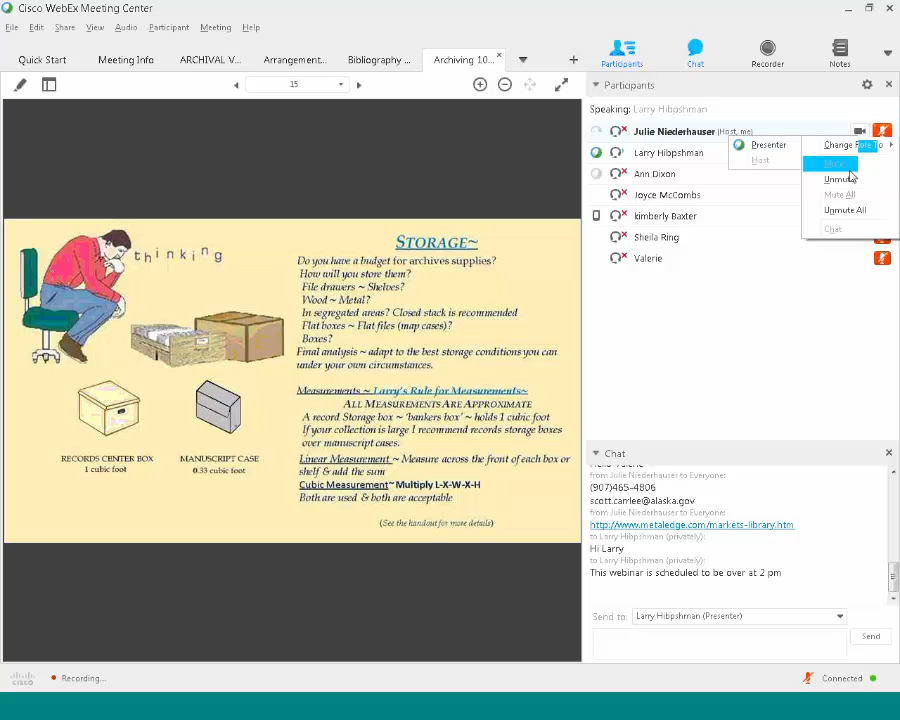 Cisco WebEx Meeting Center
File Edit Share View Audio Participant Meeting Help
Quick Start Meeting Info ARCHIVAL V... Arrangement... Bibliography ... Archiving 10...
Participants Chat Recorder Notes
15
Participants
Speaking: Larry Hibpshman
Julie Niederhauser (Host, me)
Larry Hibpshman
Ann Dixon
Joyce McCombs
kimberly Baxter
Sheila Ring
Valerie
Presenter
Host
Change Role To
Mute
Unmute
Mute All
Unmute All
Chat
thinking
STORAGE~
Do you have a budget for archives supplies?
How will you store them?
File drawers ~ Shelves?
Wood ~ Metal?
In segregated areas? Closed stack is recommended
Flat boxes ~ Flat files (map cases)?
Boxes?
Final analysis ~ adapt to the best storage conditions you can
under your own circumstances.
Measurements ~ Larry's Rule for Measurements~
ALL MEASUREMENTS ARE APPROXIMATE
A record Storage box ~ 'bankers box' ~ holds 1 cubic foot
If your collection is large I recommend records storage boxes
over manuscript cases.
Linear Measurement ~ Measure across the front of each box or
shelf & add the sum
Cubic Measurement~ Multiply L-X-W-X-H
Both are used & both are acceptable
(See the handout for more details)
RECORDS CENTER BOX
1 cubic foot
MANUSCRIPT CASE
0.33 cubic foot
Chat
Hello Valerie
from Julie Niederhauser to Everyone:
(907)465-4806
scott.carrlee@alaska.gov
from Julie Niederhauser to Everyone:
http://www.metaledge.com/markets-library.htm
to Larry Hibpshman (privately):
Hi Larry
to Larry Hibpshman (privately):
This webinar is scheduled to be over at 2 pm
Send to: Larry Hibpshman (Presenter)
Send
cisco
Recording...
Connected